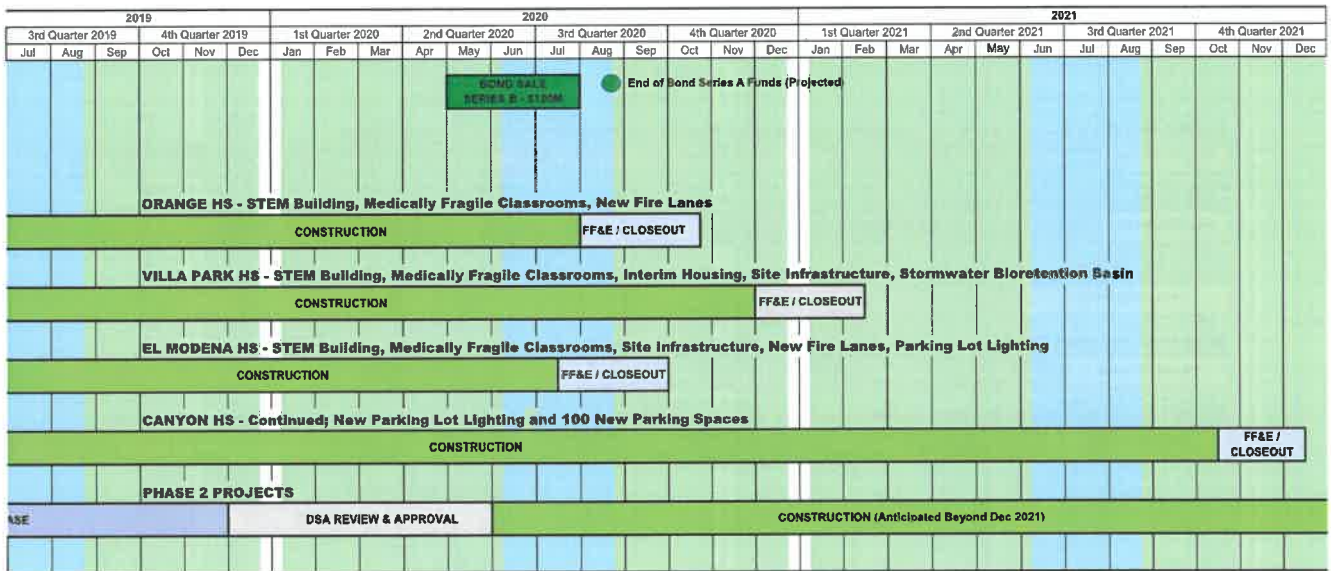 2019 2020 2021
3rd Quarter 2019 4th Quarter 2019 1st Quarter 2020 2nd Quarter 2020 3rd Quarter 2020 4th Quarter 2020 1st Quarter 2021 2nd Quarter 2021 3rd Quarter 2021 4th Quarter 2021
Jul Aug Sep Oct Nov Dec Jan Feb Mar Apr May Jun Jul Aug Sep Oct Nov Dec Jan Feb Mar Apr May Jun Jul Aug Sep Oct Nov Dec
BOND SALE
SERIES B - $100M
End of Bond Series A Funds (Projected)
ORANGE HS - STEM Building, Medically Fragile Classrooms, New Fire Lanes
CONSTRUCTION FF&E / CLOSEOUT
VILLA PARK HS - STEM Building, Medically Fragile Classrooms, Interim Housing, Site Infrastructure, Stormwater Bioretention Basin
CONSTRUCTION FF&E / CLOSEOUT
EL MODENA HS - STEM Building, Medically Fragile Classrooms, Site Infrastructure, New Fire Lanes, Parking Lot Lighting
CONSTRUCTION FF&E / CLOSEOUT
CANYON HS - Continued; New Parking Lot Lighting and 100 New Parking Spaces
CONSTRUCTION FF&E /
CLOSEOUT
PHASE 2 PROJECTS
ASE DSA REVIEW & APPROVAL CONSTRUCTION (Anticipated Beyond Dec 2021)